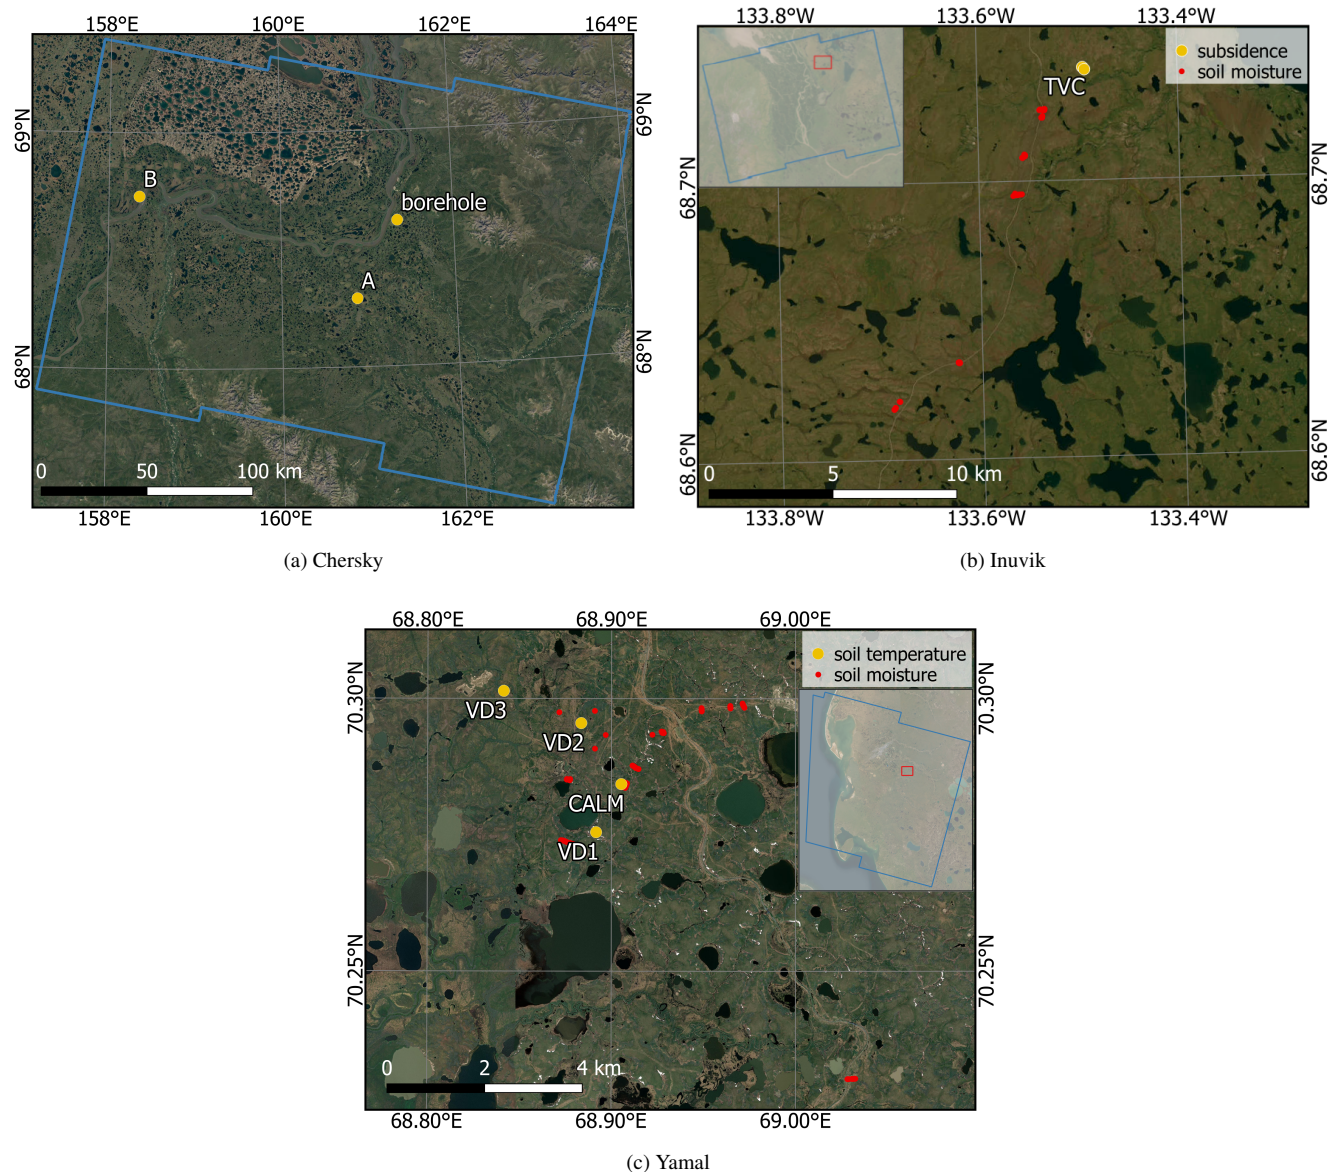 158°E 160°E 162°E 164°E
69°N
69°N
B
borehole
A
68°N
68°N
0 50 100 km
158°E 160°E 162°E
(a) Chersky
133.8°W 133.6°W 133.4°W
subsidence
soil moisture
TVC
68.7°N
68.7°N
68.6°N
68.6°N
0 5 10 km
133.8°W 133.6°W 133.4°W
(b) Inuvik
68.80°E 68.90°E 69.00°E
soil temperature
soil moisture
70.30°N
70.30°N
VD3
VD2
CALM
VD1
70.25°N
70.25°N
0 2 4 km
68.80°E 68.90°E 69.00°E
(c) Yamal